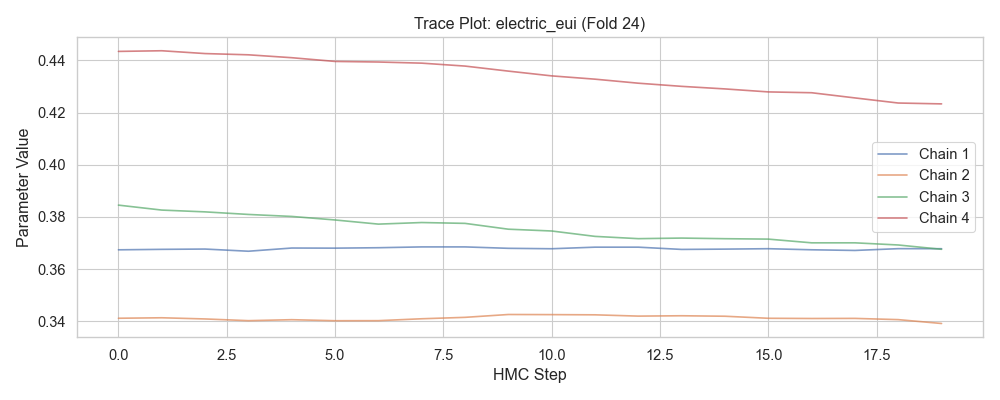 Trace Plot: electric_eui (Fold 24)
Parameter Value
0.44
0.42
0.40
0.38
0.36
0.34
Chain 1
Chain 2
Chain 3
Chain 4
0.0 2.5 5.0 7.5 10.0 12.5 15.0 17.5
HMC Step